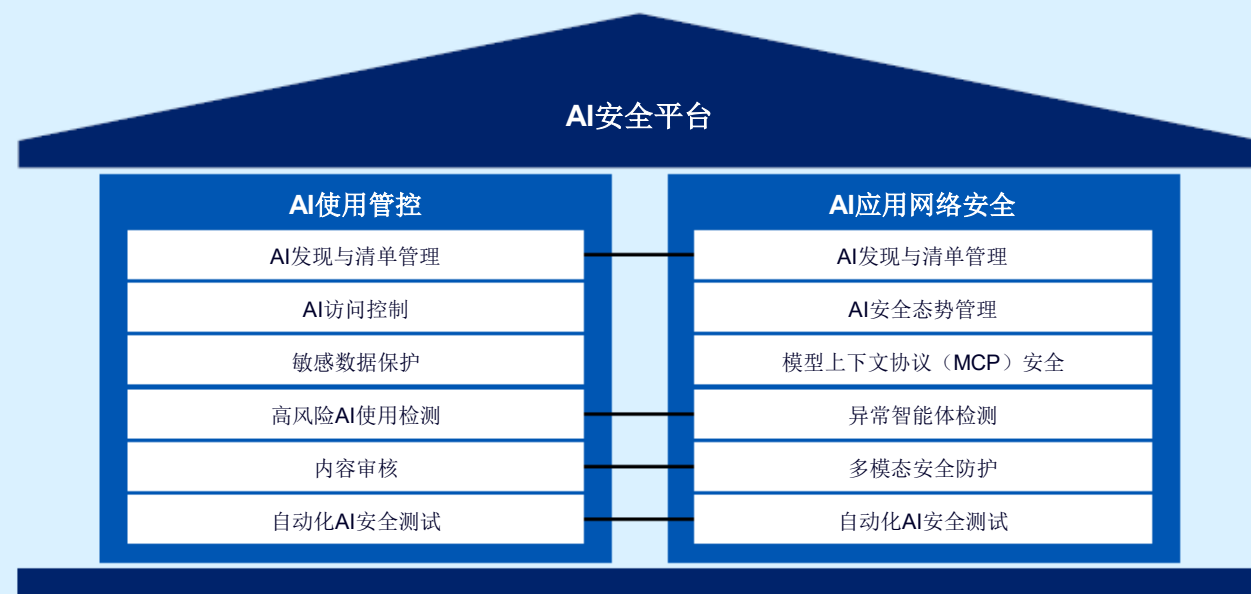 AI安全平台
AI使用管控
AI发现与清单管理
AI访问控制
敏感数据保护
高风险AI使用检测
内容审核
自动化AI安全测试
AI应用网络安全
AI发现与清单管理
AI安全态势管理
模型上下文协议（MCP）安全
异常智能体检测
多模态安全防护
自动化AI安全测试